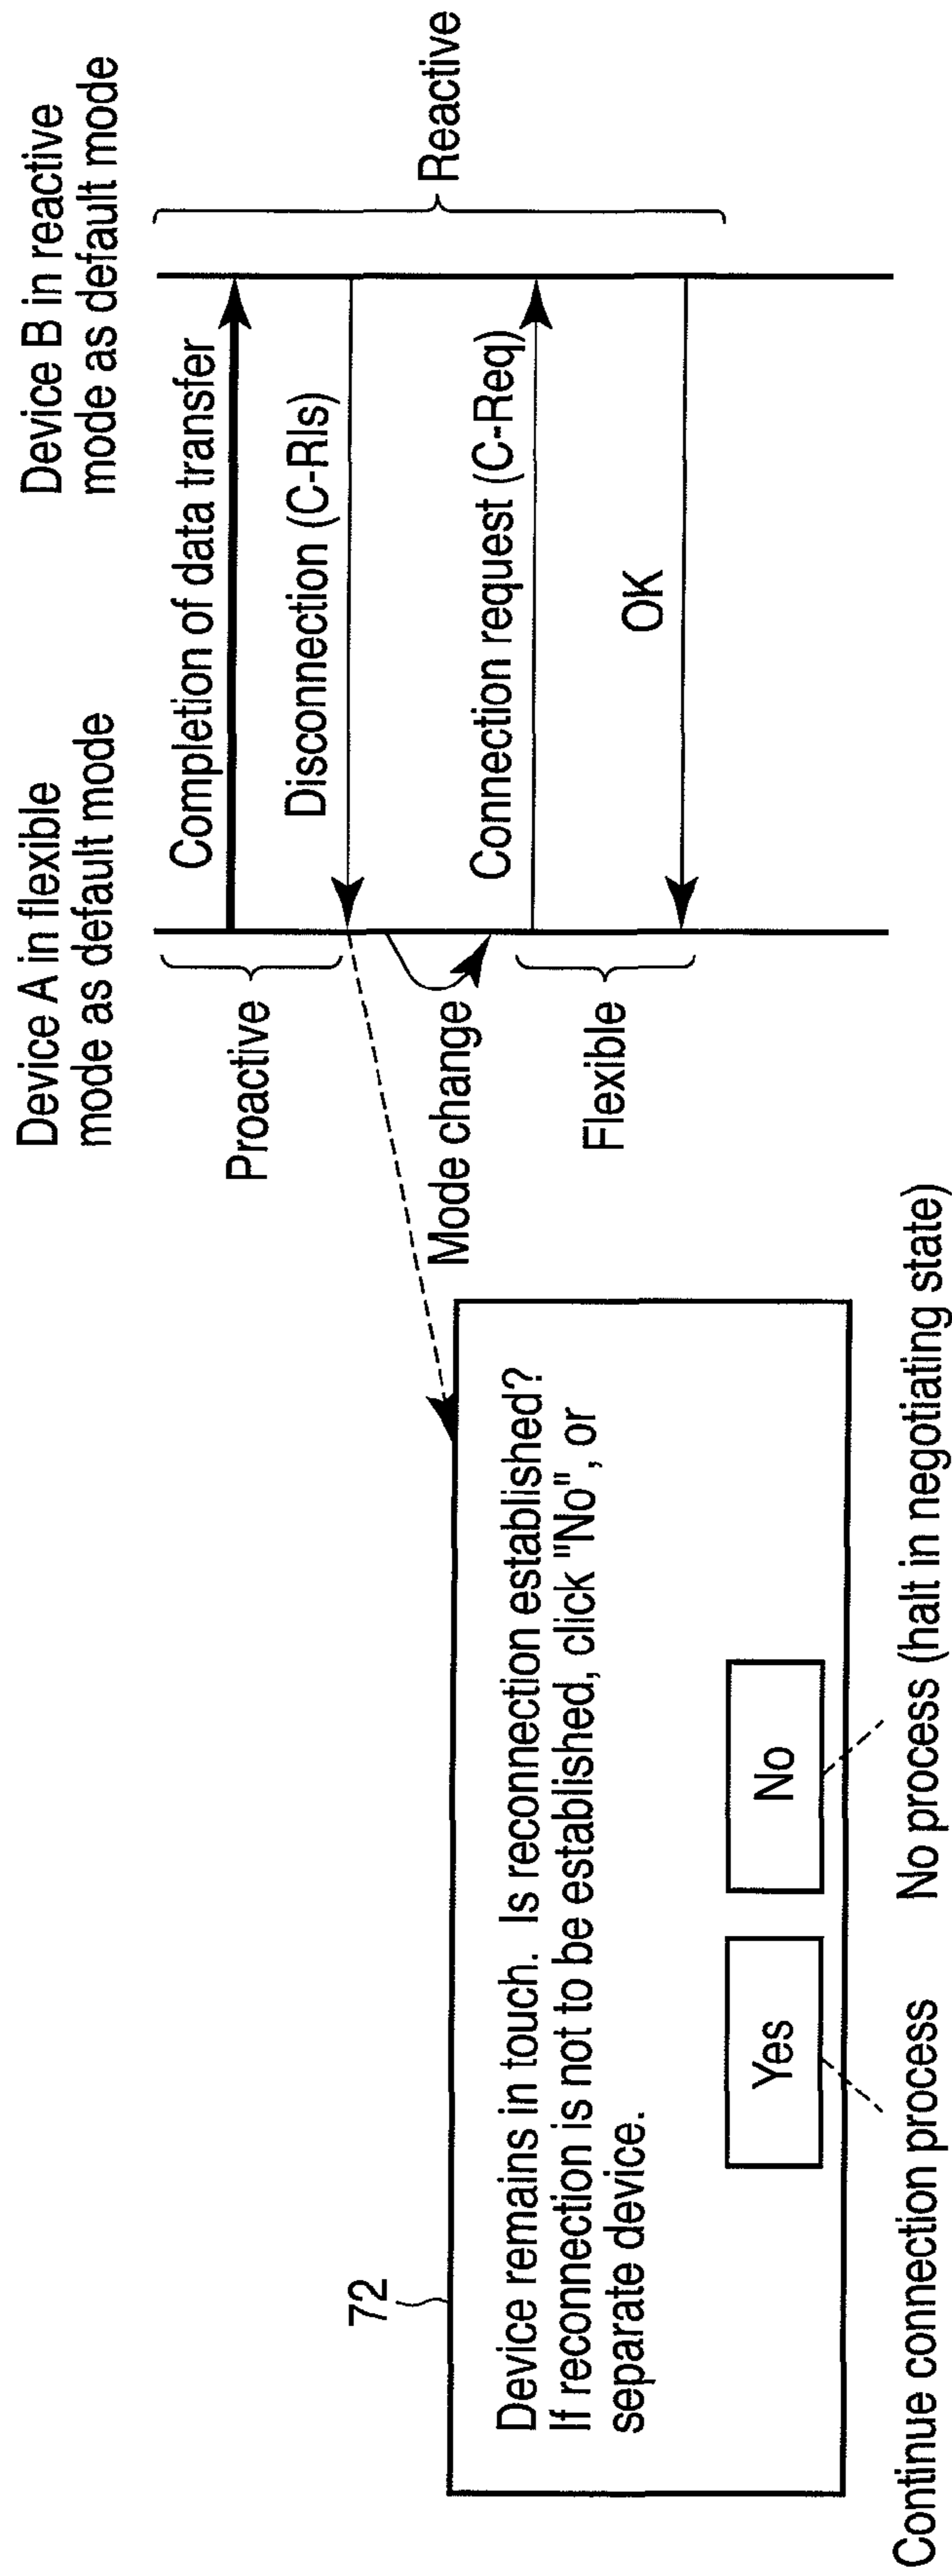 Device A in flexible
mode as default mode
Device B in reactive
mode as default mode
Proactive
Completion of data transfer
Disconnection (C-Rls)
Mode change
Connection request (C-Req)
Flexible
OK
Reactive
72
Device remains in touch. Is reconnection established?
If reconnection is not to be established, click "No", or
separate device.
Yes
No
Continue connection process
No process (halt in negotiating state)